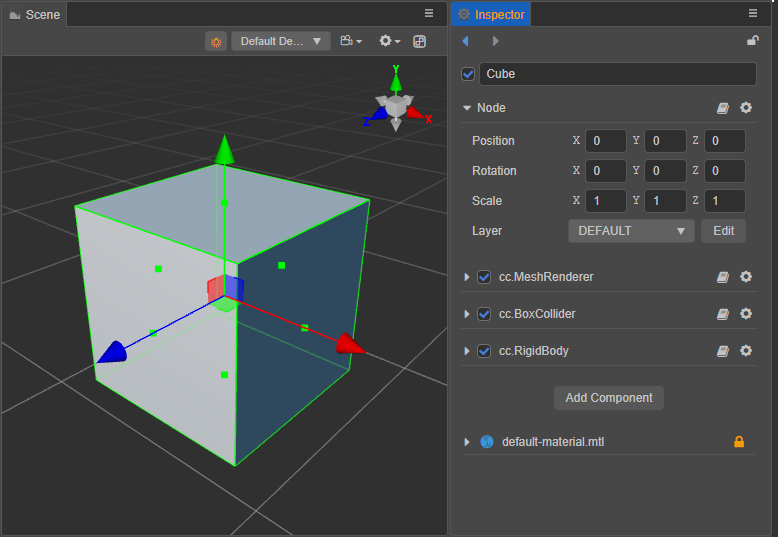 Scene
Default De...
Y
Z
X
Inspector
Cube
Node
Position X 0 Y 0 Z 0
Rotation X 0 Y 0 Z 0
Scale X 1 Y 1 Z 1
Layer DEFAULT Edit
cc.MeshRenderer
cc.BoxCollider
cc.RigidBody
Add Component
default-material.mtl